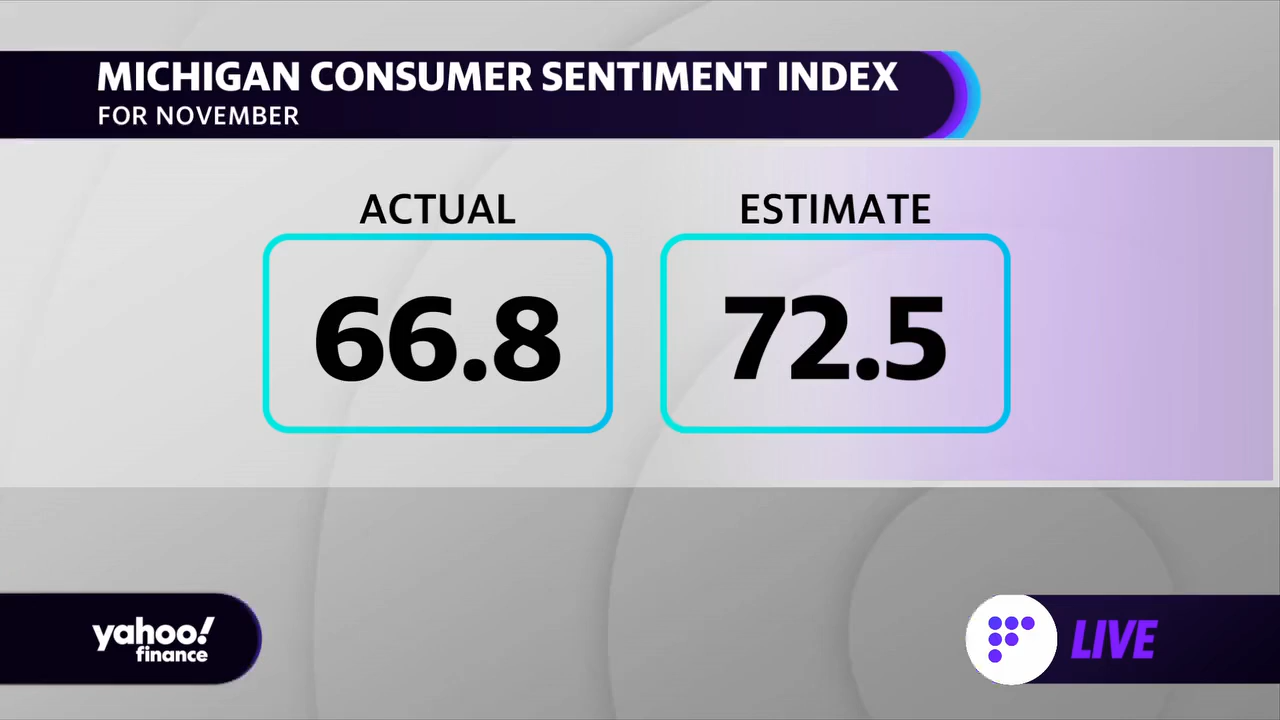 MICHIGAN CONSUMER SENTIMENT INDEX
FOR NOVEMBER
ACTUAL
ESTIMATE
66.8
72.5
yahoo!
finance
LIVE